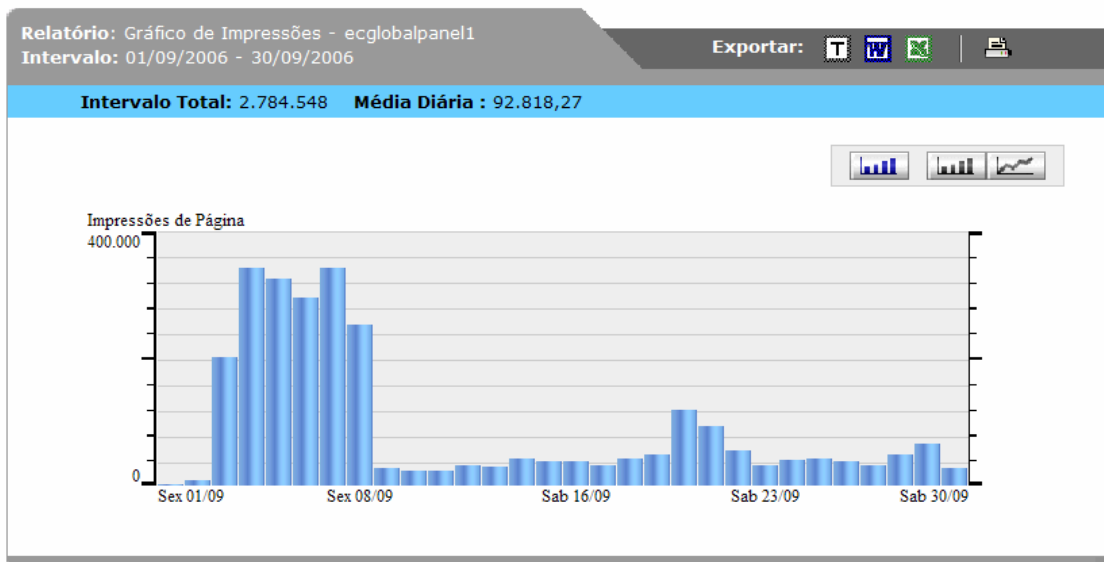 Relatório: Gráfico de Impressões - ecglobalpanel1
Intervalo: 01/09/2006 - 30/09/2006
Exportar: T W X
Intervalo Total: 2.784.548 Média Diária : 92.818,27
Impressões de Página
400.000
0
Sex 01/09 Sex 08/09 Sab 16/09 Sab 23/09 Sab 30/09